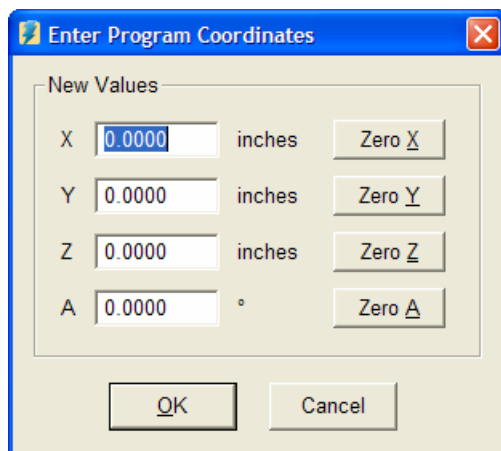 Enter Program Coordinates
New Values
X 0.0000 inches Zero X
Y 0.0000 inches Zero Y
Z 0.0000 inches Zero Z
A 0.0000 ° Zero A
OK Cancel